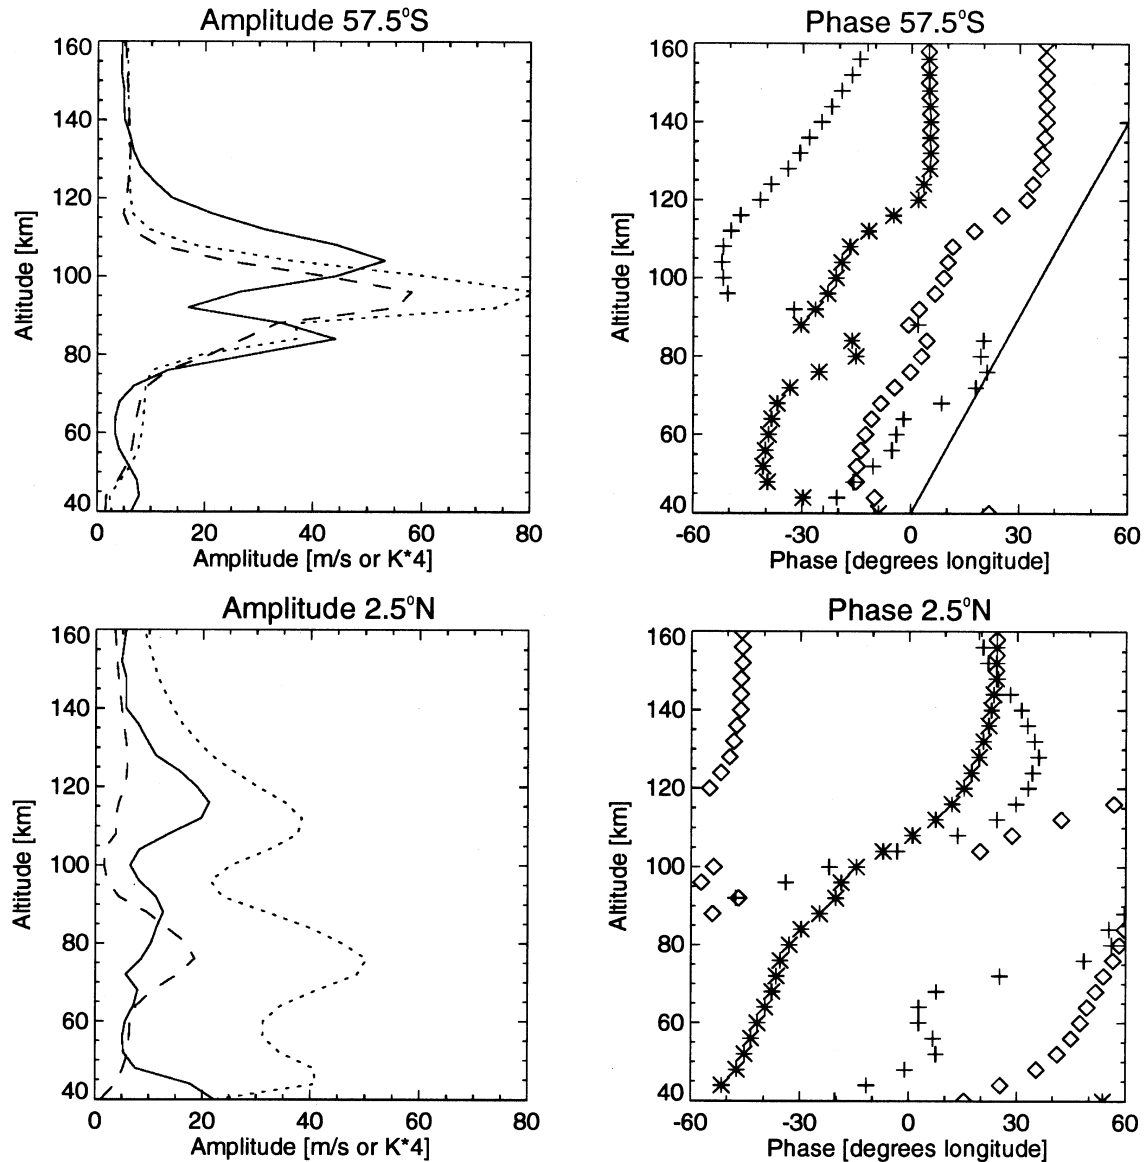 Amplitude 57.5°S
160
140
120
100
80
60
40
Altitude [km]
0 20 40 60 80
Amplitude [m/s or K*4]
Phase 57.5°S
160
140
120
100
80
60
40
Altitude [km]
-60 -30 0 30 60
Phase [degrees longitude]
Amplitude 2.5°N
160
140
120
100
80
60
40
Altitude [km]
0 20 40 60 80
Amplitude [m/s or K*4]
Phase 2.5°N
160
140
120
100
80
60
40
Altitude [km]
-60 -30 0 30 60
Phase [degrees longitude]